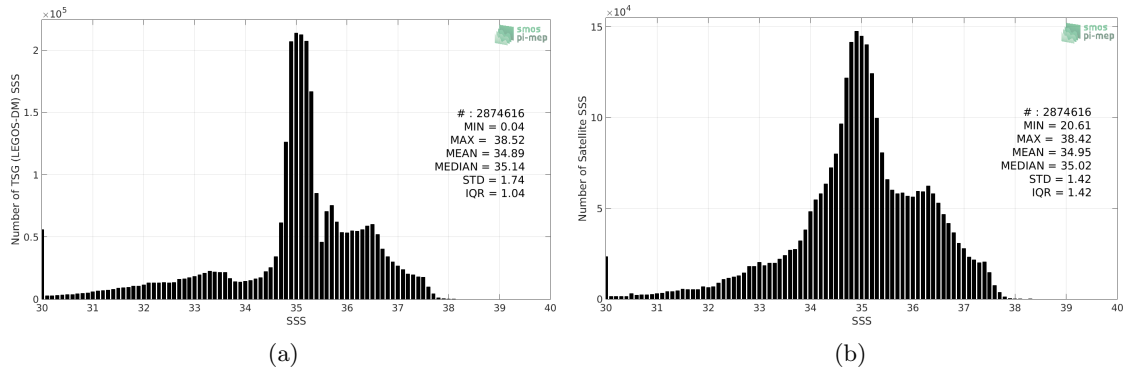 ×10⁵
smos
pi-mep
2
1.5
1
0.5
0
Number of TSG (LEGOS-DM) SSS
# : 2874616
MIN = 0.04
MAX = 38.52
MEAN = 34.89
MEDIAN = 35.14
STD = 1.74
IQR = 1.04
30 31 32 33 34 35 36 37 38 39 40
SSS
(a)
×10⁴
smos
pi-mep
15
10
5
0
Number of Satellite SSS
# : 2874616
MIN = 20.61
MAX = 38.42
MEAN = 34.95
MEDIAN = 35.02
STD = 1.42
IQR = 1.42
30 31 32 33 34 35 36 37 38 39 40
SSS
(b)